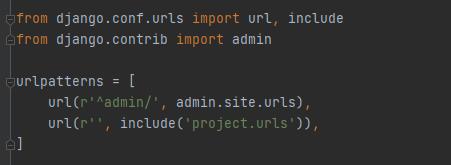 from django.conf.urls import url, include
from django.contrib import admin
urlpatterns = [
    url(r'^admin/', admin.site.urls),
    url(r'', include('project.urls')),
]